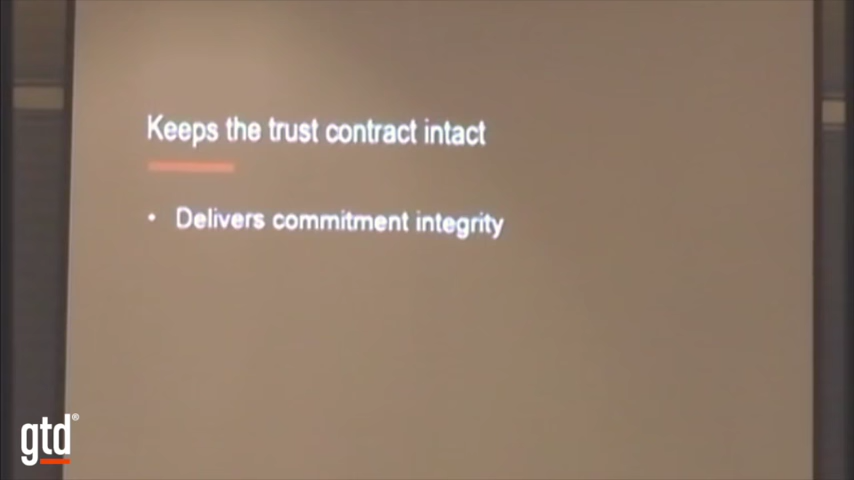 Keeps the trust contract intact
• Delivers commitment integrity
gtd®